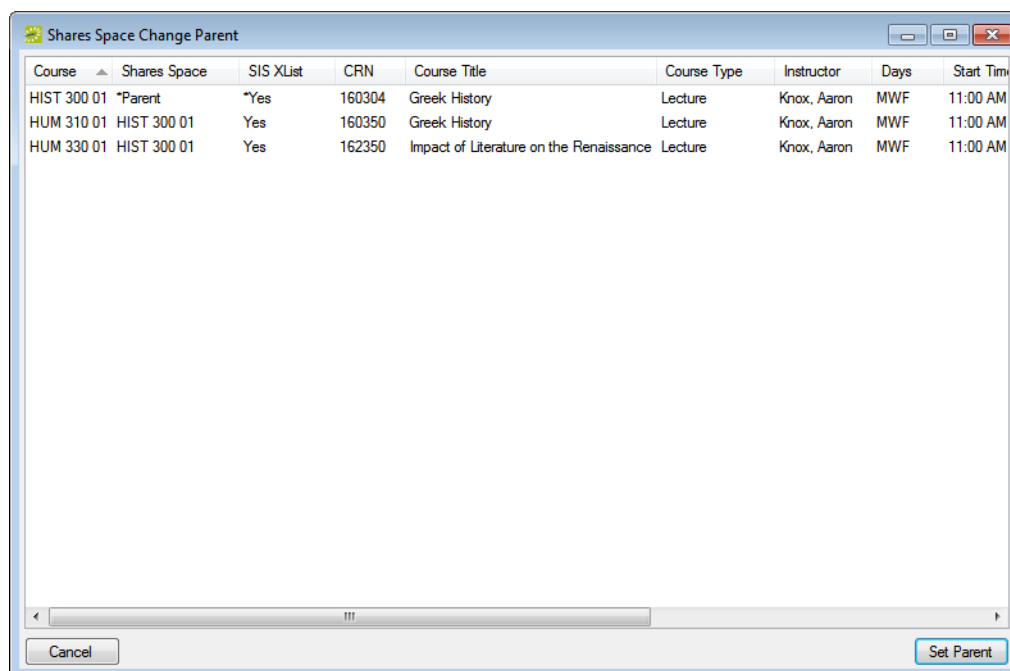 Shares Space Change Parent
Course Shares Space SIS XList CRN Course Title Course Type Instructor Days Start Tim
HIST 300 01 *Parent *Yes 160304 Greek History Lecture Knox, Aaron MWF 11:00 AM
HUM 310 01 HIST 300 01 Yes 160350 Greek History Lecture Knox, Aaron MWF 11:00 AM
HUM 330 01 HIST 300 01 Yes 162350 Impact of Literature on the Renaissance Lecture Knox, Aaron MWF 11:00 AM
Cancel Set Parent